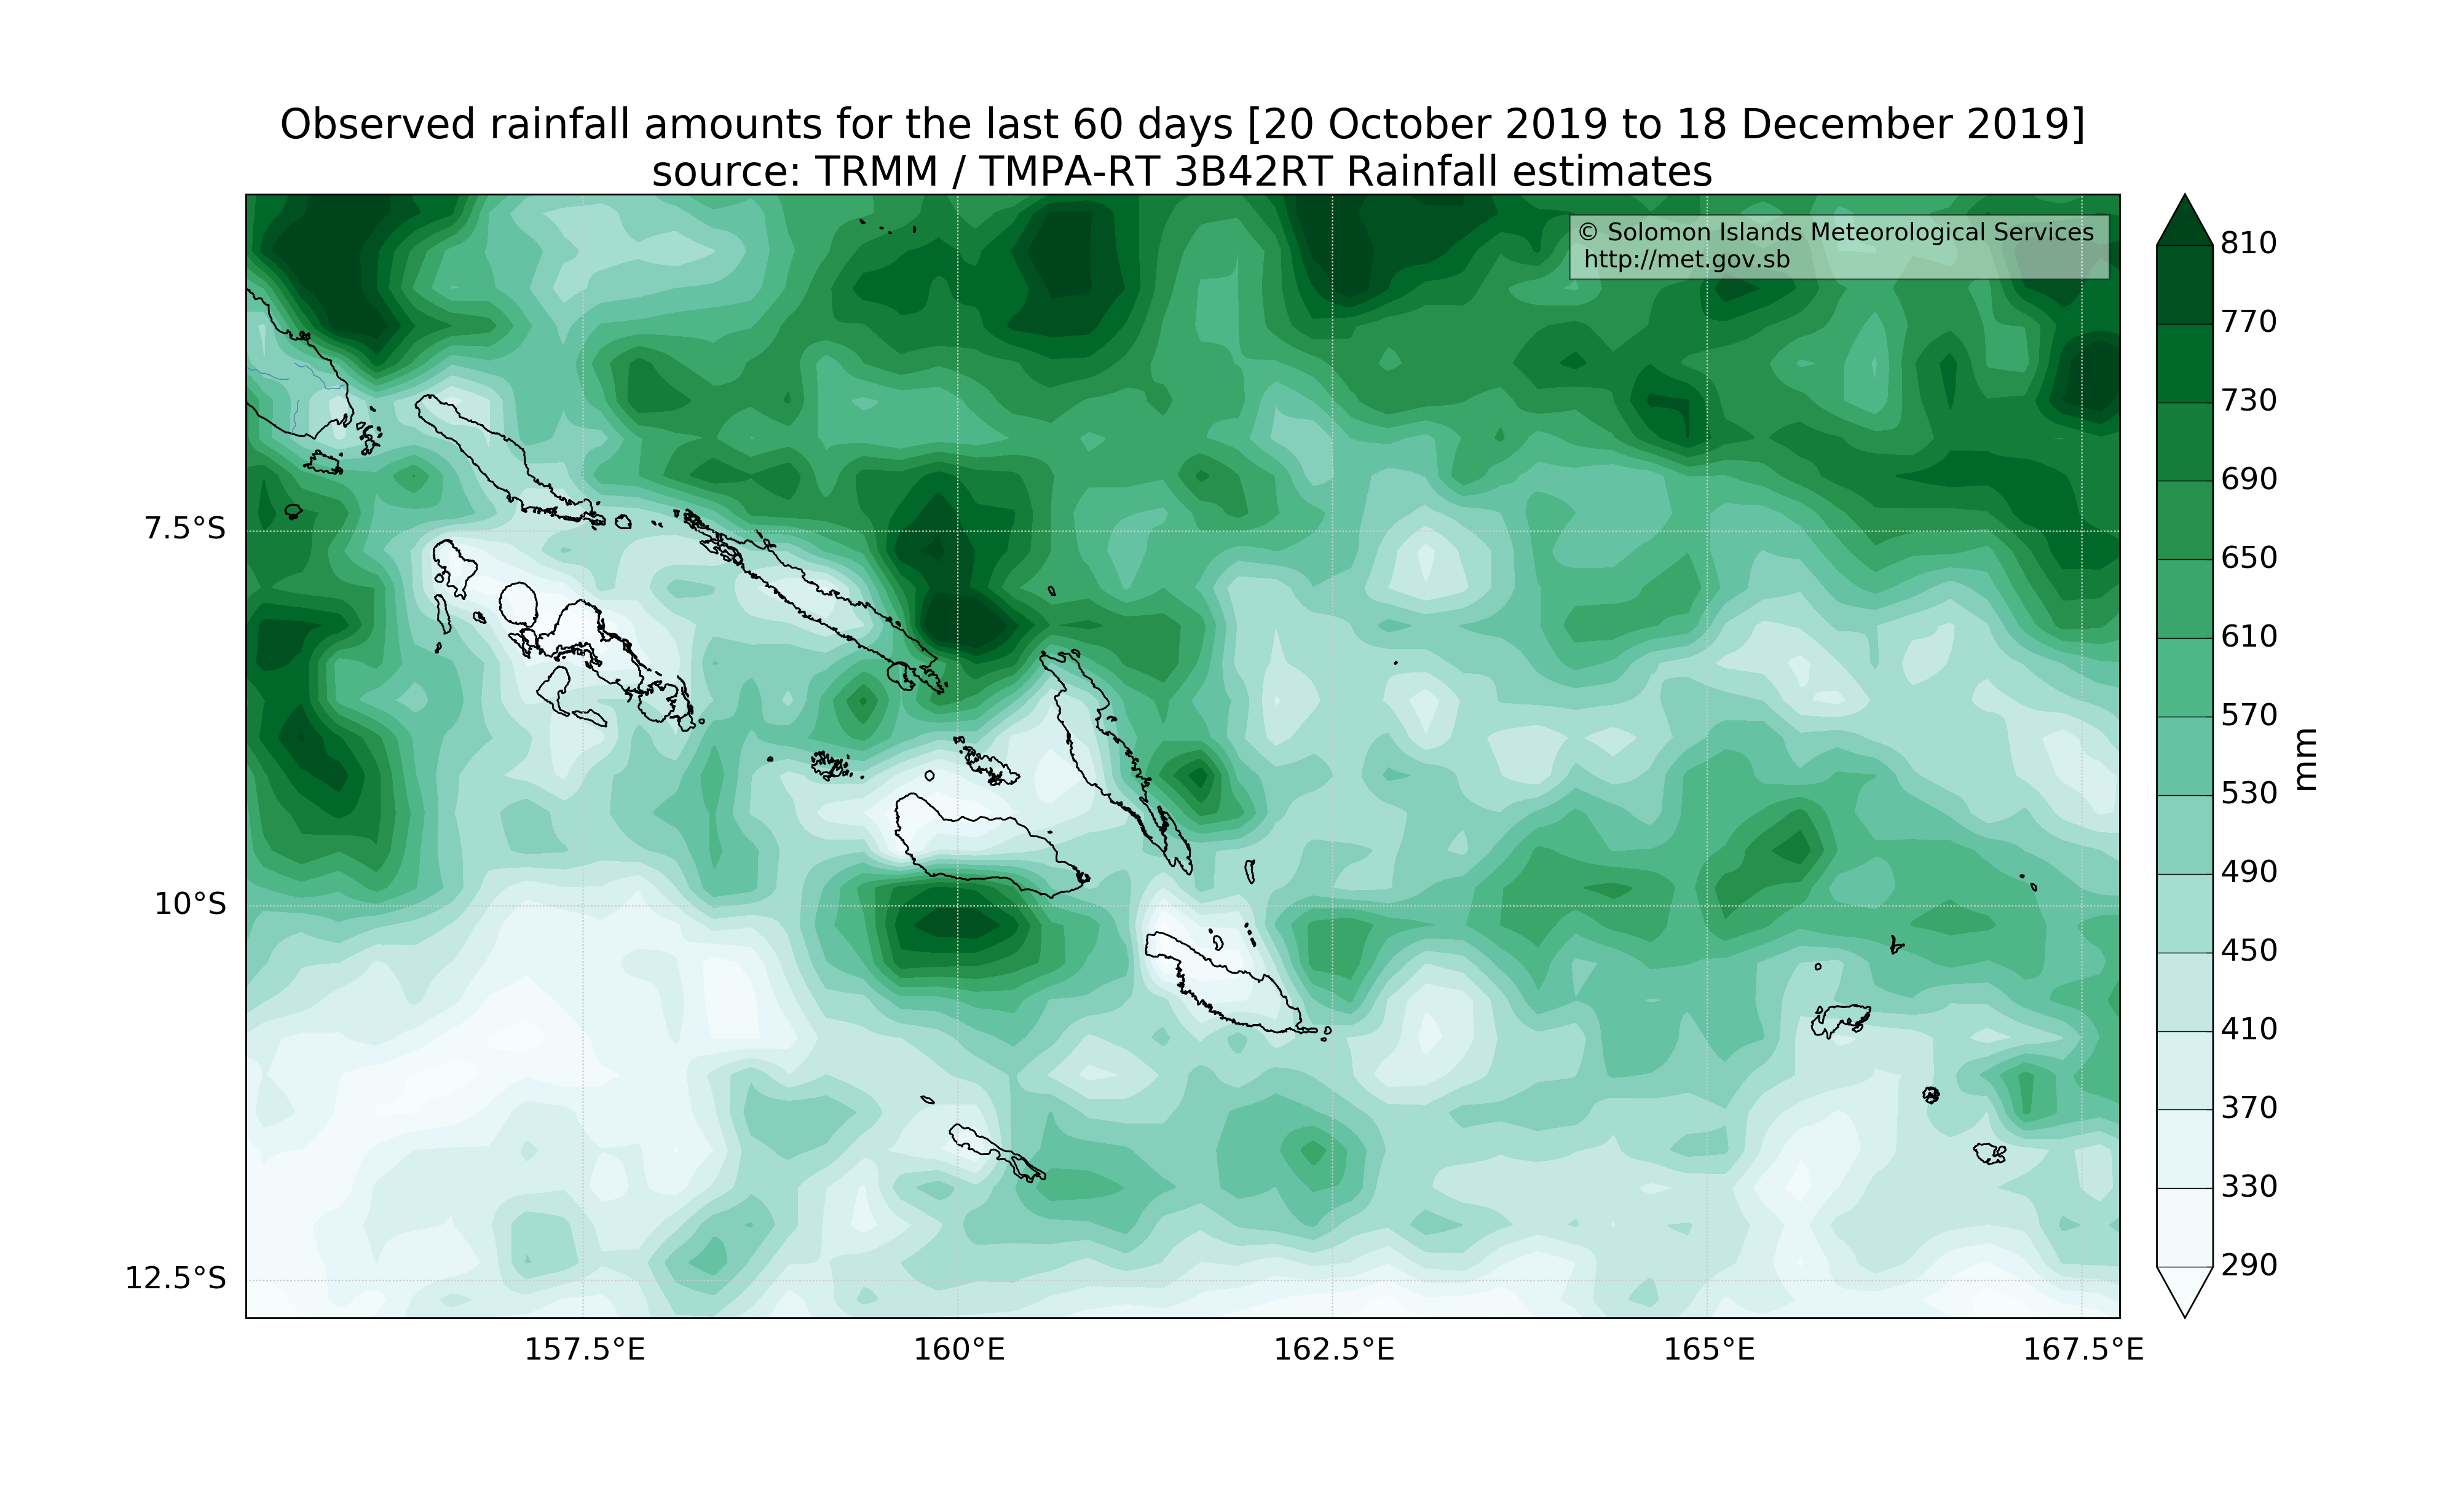 Observed rainfall amounts for the last 60 days [20 October 2019 to 18 December 2019]
source: TRMM / TMPA-RT 3B42RT Rainfall estimates
© Solomon Islands Meteorological Services
http://met.gov.sb
7.5°S
10°S
12.5°S
157.5°E
160°E
162.5°E
165°E
167.5°E
810
770
730
690
650
610
570
530
490
450
410
370
330
290
mm